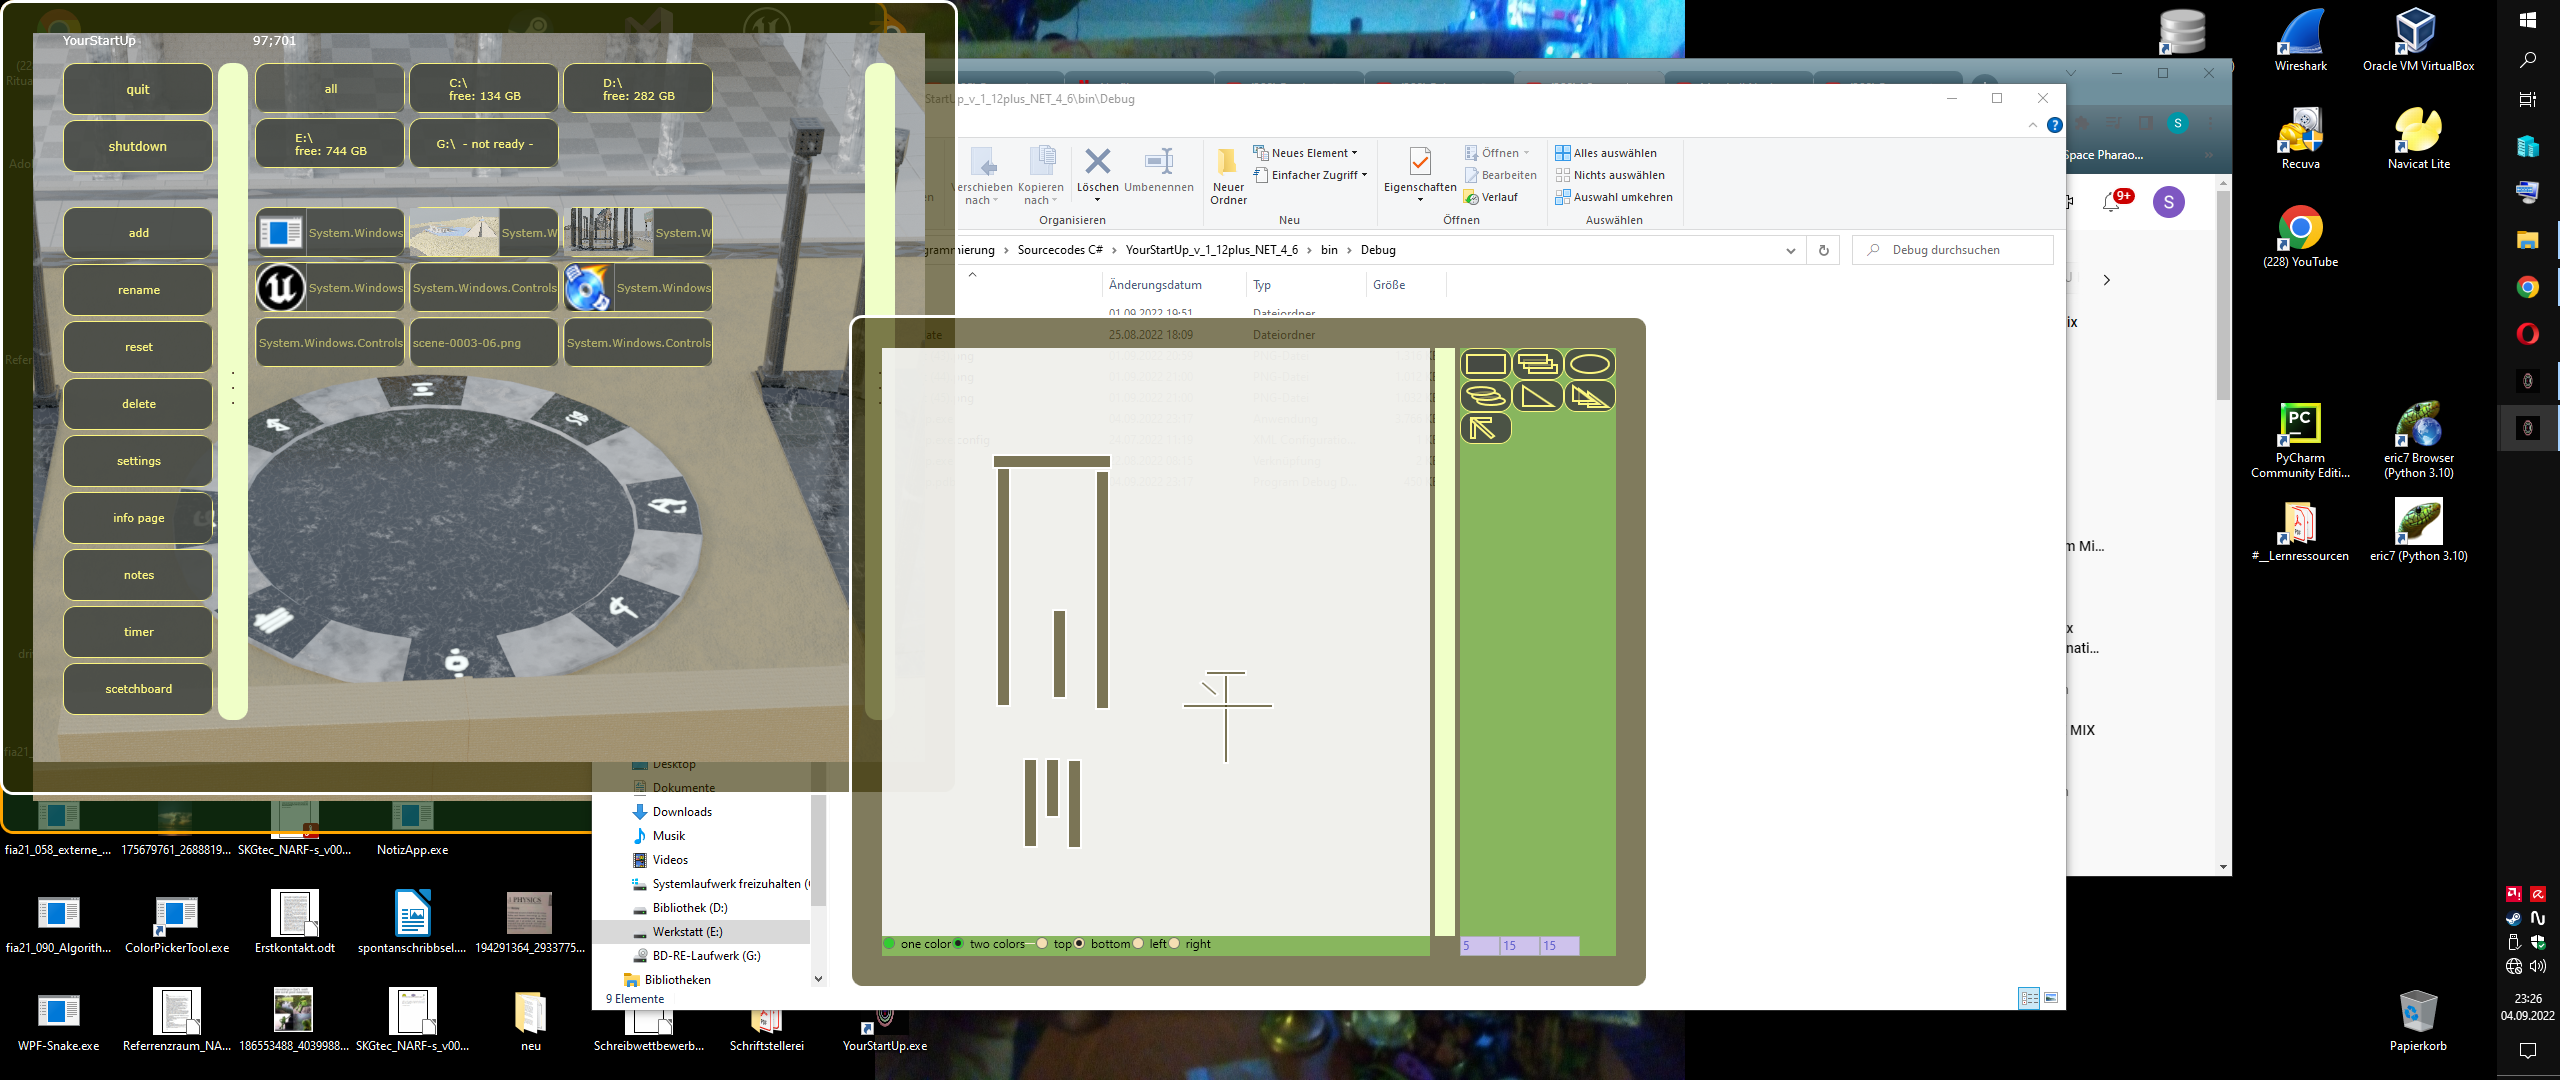 YourStartUp
97;701
quit
shutdown
add
rename
reset
delete
settings
info page
notes
timer
scetchboard
all
C:\
free: 134 GB
D:\
free: 282 GB
E:\
free: 744 GB
G:\ - not ready -
System.Windows
System.W
System.W
System.Windows
System.Windows.Controls
System.Windows
System.Windows.Controls
scene-0003-06.png
System.Windows.Controls
StartUp_v_1_12plus_NET_4_6\bin\Debug
Verschieben
nach
Kopieren
nach
Löschen
Umbenennen
Organisieren
Neuer
Ordner
Neues Element
Einfacher Zugriff
Neu
Eigenschaften
Öffnen
Bearbeiten
Verlauf
Öffnen
Alles auswählen
Nichts auswählen
Auswahl umkehren
Auswählen
grammierung
Sourcecodes C#
YourStartUp_v_1_12plus_NET_4_6
bin
Debug
Debug durchsuchen
Änderungsdatum
Typ
Größe
01.09.2022 19:51
Dateiordner
25.08.2022 18:09
Dateiordner
one color
two colors
top
bottom
left
right
5
15
15
Desktop
Dokumente
Downloads
Musik
Videos
Systemlaufwerk freizuhalten (
Bibliothek (D:)
Werkstatt (E:)
BD-RE-Laufwerk (G:)
Bibliotheken
9 Elemente
Space Pharao...
S
9+
S
ix
m Mi...
x
nati...
MIX
Wireshark
Oracle VM VirtualBox
Recuva
Navicat Lite
(228) YouTube
PC
PyCharm
Community Editi...
eric7 Browser
(Python 3.10)
#__Lernressourcen
eric7 (Python 3.10)
Papierkorb
23:26
04.09.2022
fia21_058_externe_...
175679761_2688819...
SKGtec_NARF-s_v00...
NotizApp.exe
fia21_090_Algorith...
ColorPickerTool.exe
Erstkontakt.odt
spontanschribbsel....
194291364_2933775...
WPF-Snake.exe
Referrenzraum_NA...
186553488_4039988...
SKGtec_NARF-s_v00...
neu
Schreibwettbewerb...
Schriftstellerei
YourStartUp.exe